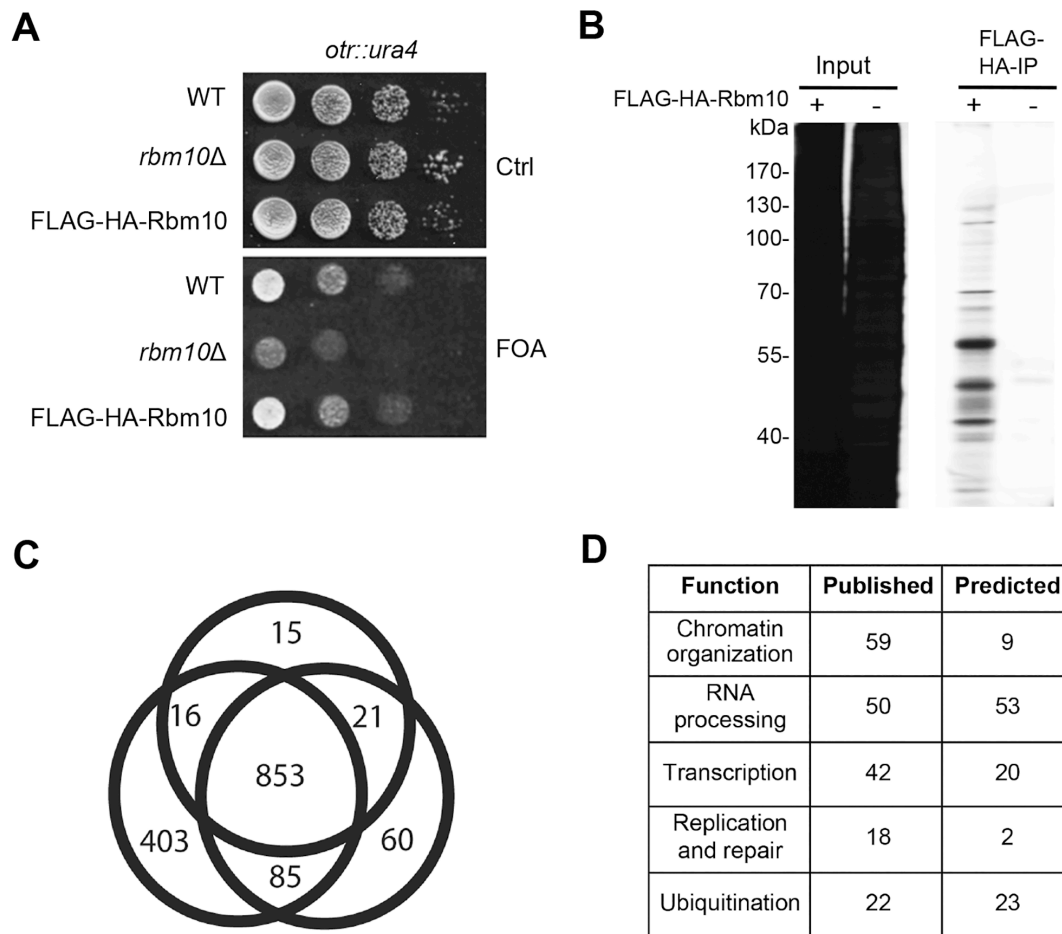 A
otr::ura4
WT
rbm10Δ
FLAG-HA-Rbm10
Ctrl
WT
rbm10Δ
FLAG-HA-Rbm10
FOA
B
Input
FLAG-
HA-IP
FLAG-HA-Rbm10
+ - + -
kDa
170-
130-
100-
70-
55-
40-
C
15
16
21
853
403
60
85
D
Function Published Predicted
Chromatin
organization
59 9
RNA
processing
50 53
Transcription 42 20
Replication
and repair
18 2
Ubiquitination 22 23